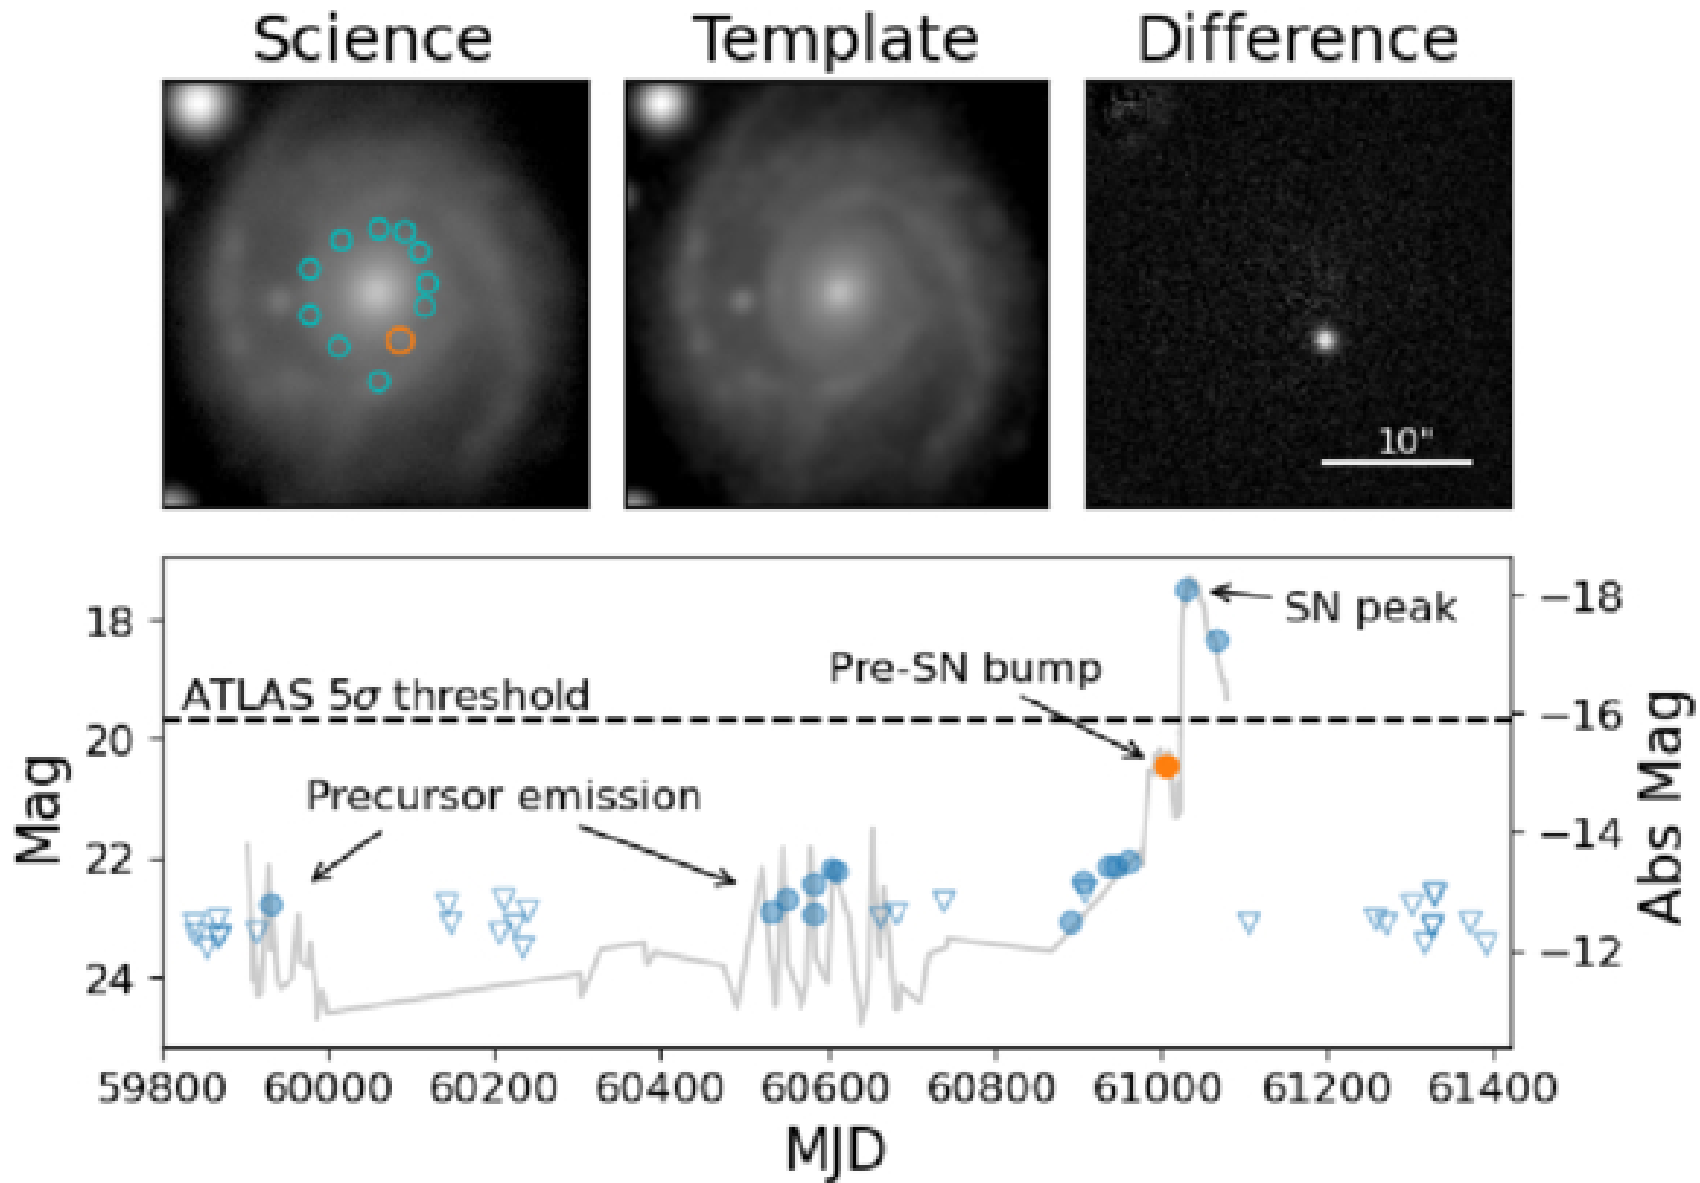 Science Template Difference
10"
18
20
22
24
Mag
−18
−16
−14
−12
Abs Mag
SN peak
Pre-SN bump
ATLAS 5σ threshold
Precursor emission
59800 60000 60200 60400 60600 60800 61000 61200 61400
MJD